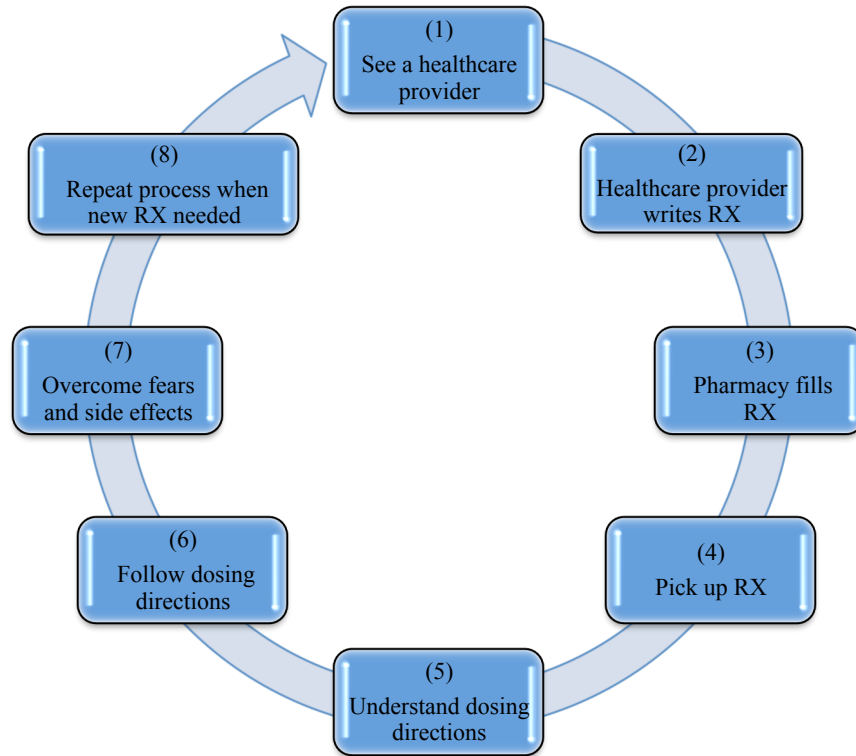 (1)
See a healthcare
provider
(2)
Healthcare provider
writes RX
(3)
Pharmacy fills
RX
(4)
Pick up RX
(5)
Understand dosing
directions
(6)
Follow dosing
directions
(7)
Overcome fears
and side effects
(8)
Repeat process when
new RX needed